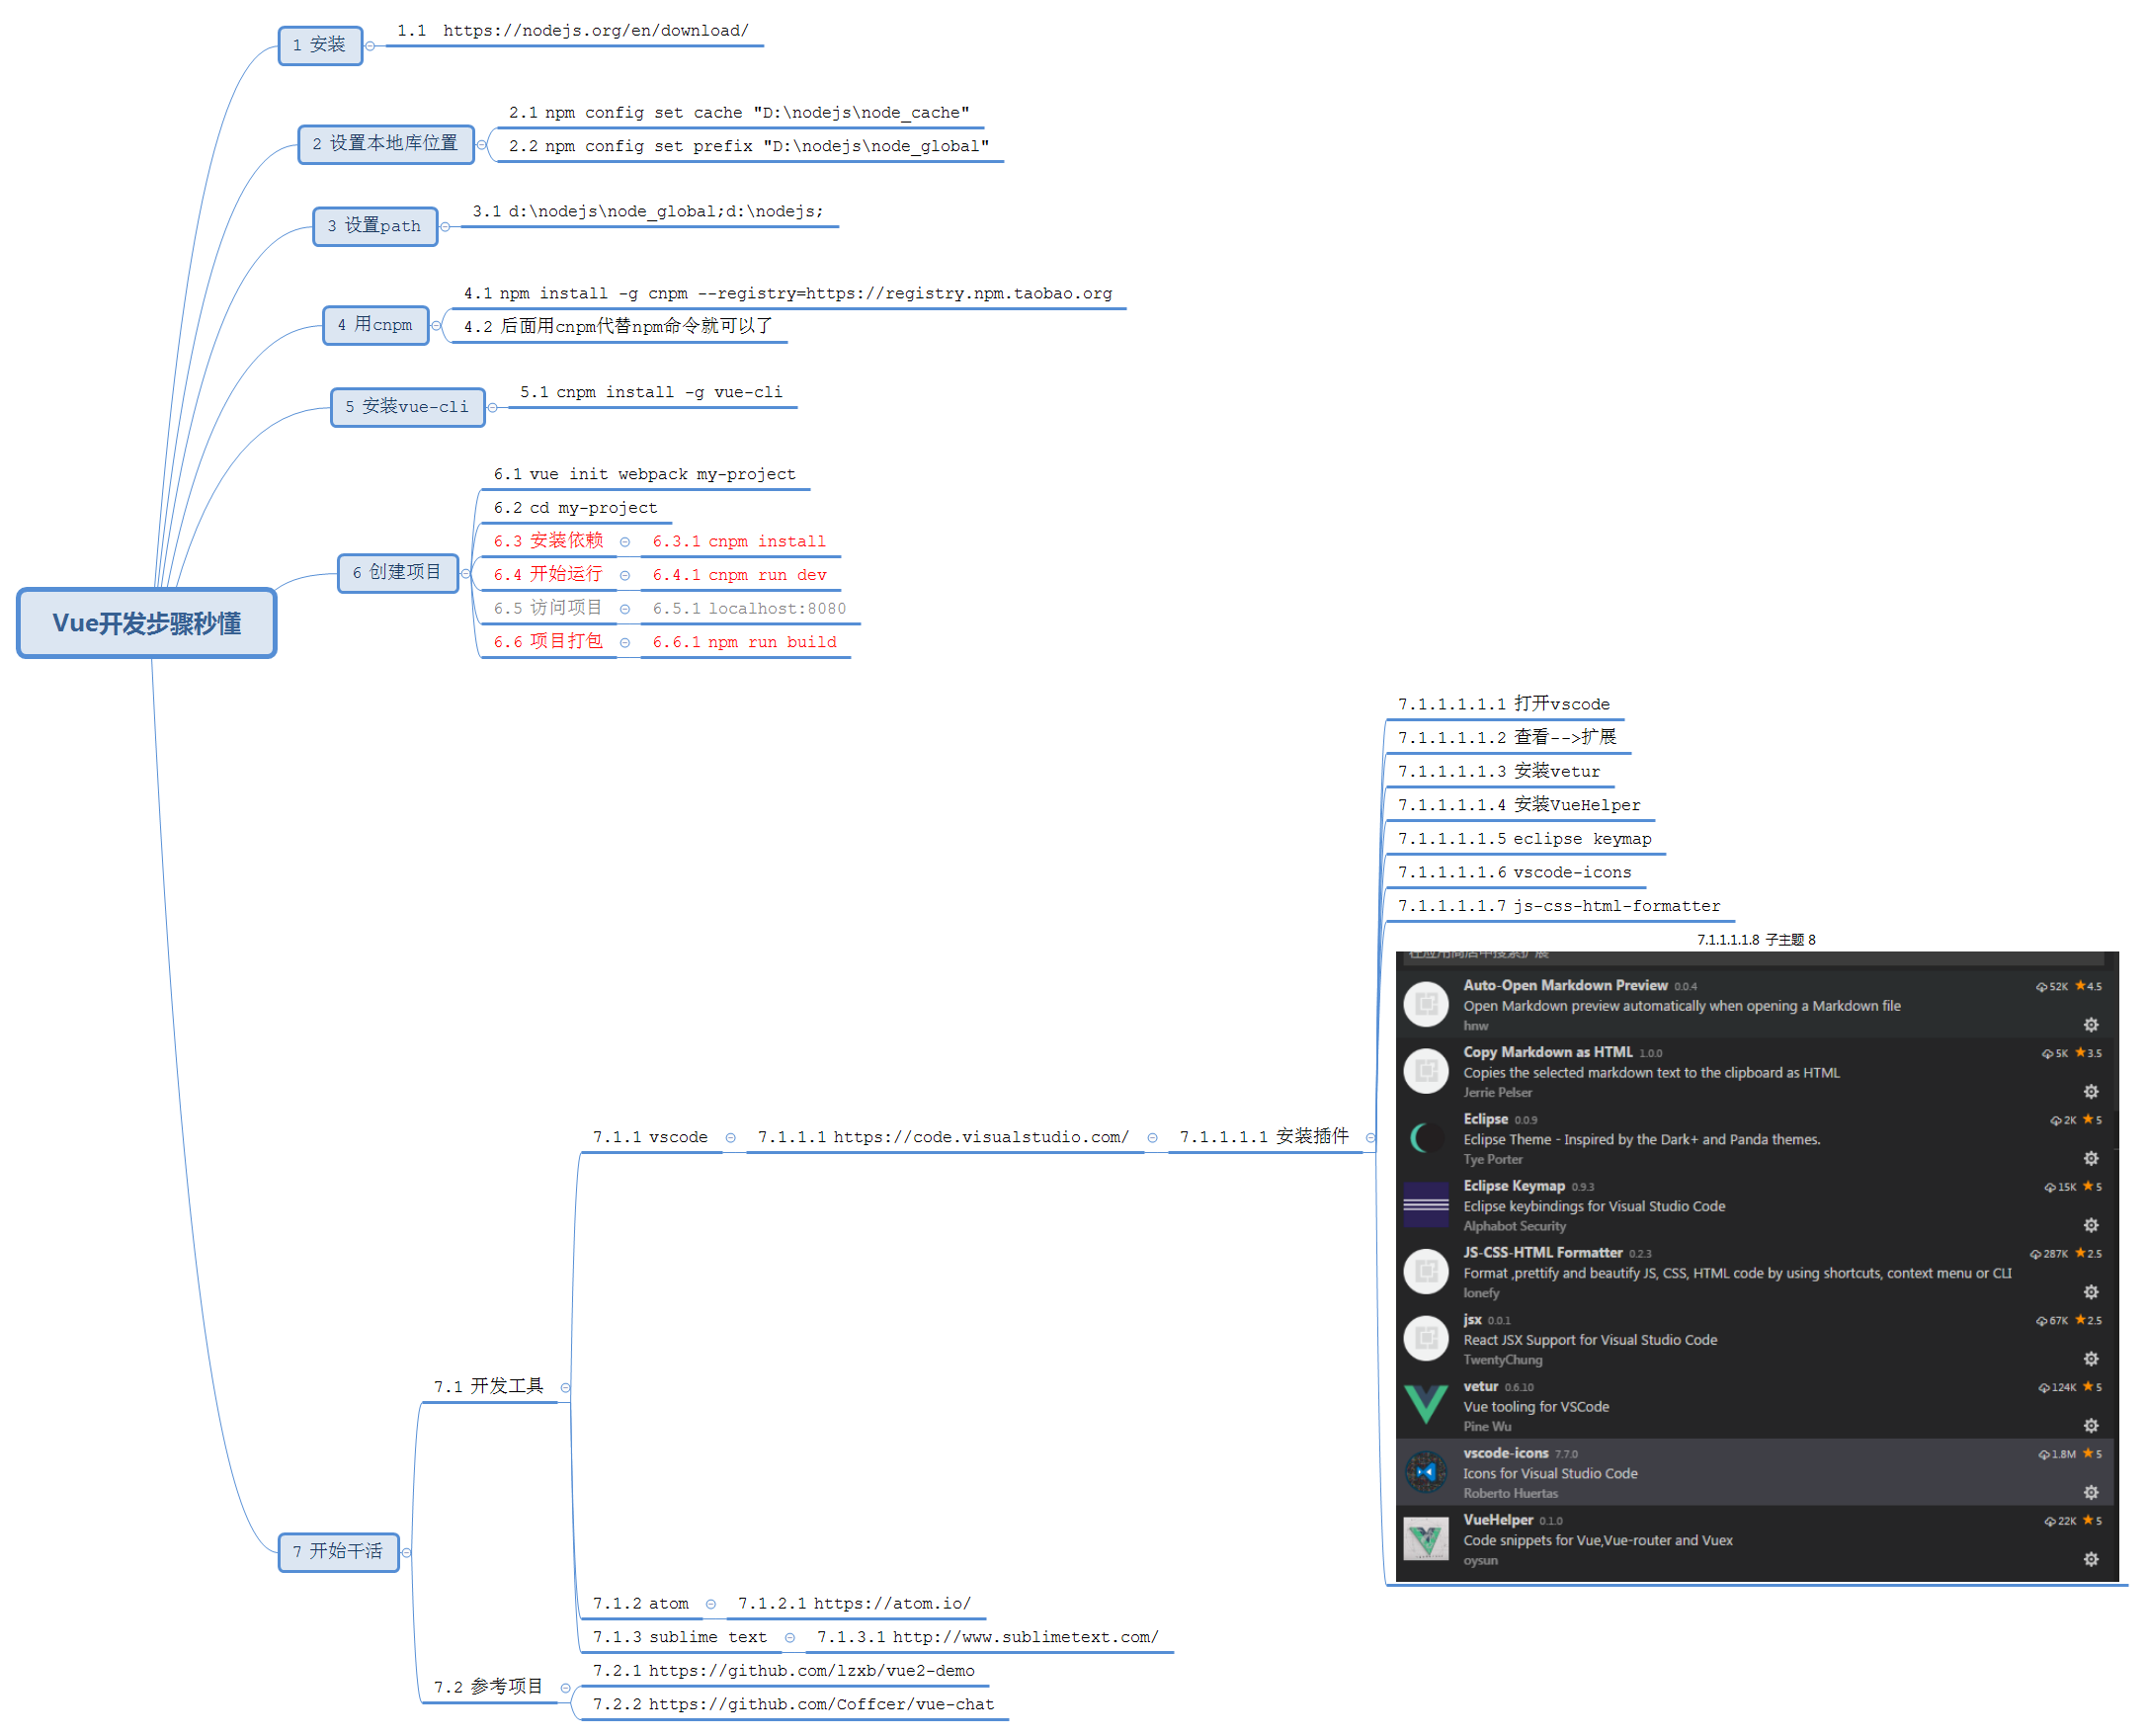 Vue开发步骤秒懂
1 安装
1.1 https://nodejs.org/en/download/
2 设置本地库位置
2.1 npm config set cache "D:\nodejs\node_cache"
2.2 npm config set prefix "D:\nodejs\node_global"
3 设置path
3.1 d:\nodejs\node_global;d:\nodejs;
4 用cnpm
4.1 npm install -g cnpm --registry=https://registry.npm.taobao.org
4.2 后面用cnpm代替npm命令就可以了
5 安装vue-cli
5.1 cnpm install -g vue-cli
6 创建项目
6.1 vue init webpack my-project
6.2 cd my-project
6.3 安装依赖
6.3.1 cnpm install
6.4 开始运行
6.4.1 cnpm run dev
6.5 访问项目
6.5.1 localhost:8080
6.6 项目打包
6.6.1 npm run build
7 开始干活
7.1 开发工具
7.1.1 vscode
7.1.1.1 https://code.visualstudio.com/
7.1.1.1.1 安装插件
7.1.1.1.1.1 打开vscode
7.1.1.1.1.2 查看-->扩展
7.1.1.1.1.3 安装vetur
7.1.1.1.1.4 安装VueHelper
7.1.1.1.1.5 eclipse keymap
7.1.1.1.1.6 vscode-icons
7.1.1.1.1.7 js-css-html-formatter
7.1.1.1.1.8 子主题 8
在应用商店中搜索扩展
Auto-Open Markdown Preview 0.0.4 52K 4.5
Open Markdown preview automatically when opening a Markdown file
hnw
Copy Markdown as HTML 1.0.0 5K 3.5
Copies the selected markdown text to the clipboard as HTML
Jerrie Pelser
Eclipse 0.0.9 2K 5
Eclipse Theme - Inspired by the Dark+ and Panda themes.
Tye Porter
Eclipse Keymap 0.9.3 15K 5
Eclipse keybindings for Visual Studio Code
Alphabot Security
JS-CSS-HTML Formatter 0.2.3 287K 2.5
Format ,prettify and beautify JS, CSS, HTML code by using shortcuts, context menu or CLI
lonefy
jsx 0.0.1 67K 2.5
React JSX Support for Visual Studio Code
TwentyChung
vetur 0.6.10 124K 5
Vue tooling for VSCode
Pine Wu
vscode-icons 7.7.0 1.8M 5
Icons for Visual Studio Code
Roberto Huertas
VueHelper 0.1.0 22K 5
Code snippets for Vue,Vue-router and Vuex
oysun
7.1.2 atom
7.1.2.1 https://atom.io/
7.1.3 sublime text
7.1.3.1 http://www.sublimetext.com/
7.2 参考项目
7.2.1 https://github.com/lzxb/vue2-demo
7.2.2 https://github.com/Coffcer/vue-chat